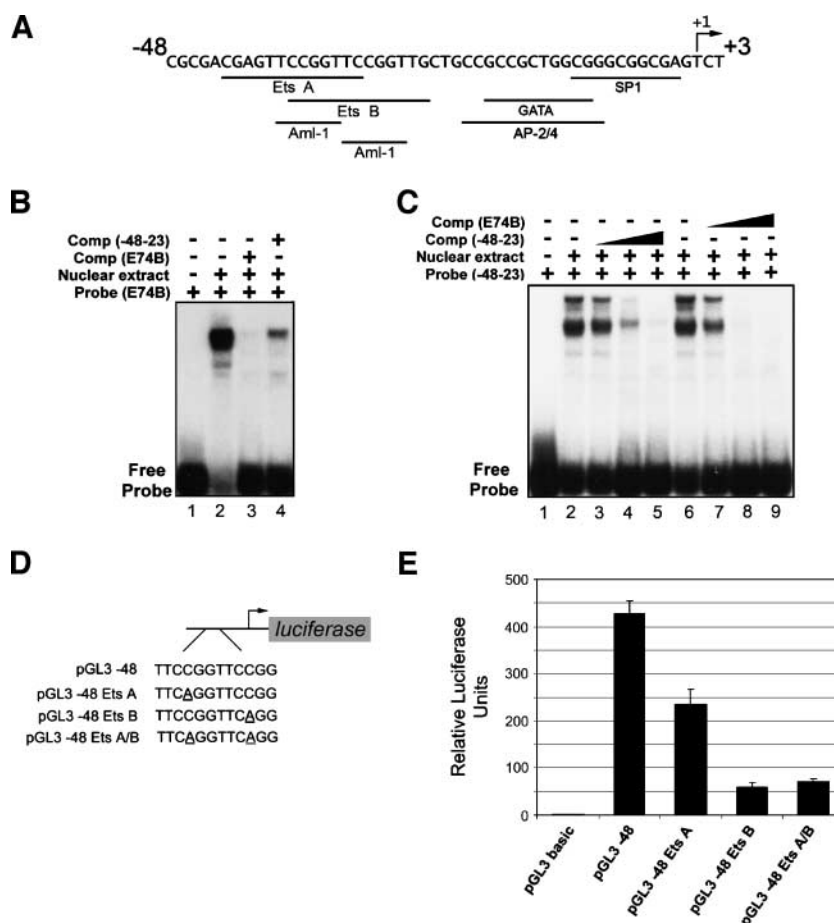 A
-48
+1
+3
CGCGACGAGTTCCGGTTCCGGTTGCTGCCGCCGCTGGCGGGCGGCGAGTCT
Ets A
SP1
Ets B
GATA
Aml-1
AP-2/4
Aml-1
B
Comp (-48-23) - - - +
Comp (E74B) - - + -
Nuclear extract - + + +
Probe (E74B) + + + +
Free
Probe
1 2 3 4
C
Comp (E74B) - - - - - -
Comp (-48-23) - - - - - -
Nuclear extract - + + + + + + + +
Probe (-48-23) + + + + + + + + +
Free
Probe
1 2 3 4 5 6 7 8 9
D
luciferase
pGL3 -48 TTCCGGTTCCGG
pGL3 -48 Ets A TTCAGGTTCCGG
pGL3 -48 Ets B TTCCGGTTCAGG
pGL3 -48 Ets A/B TTCAGGTTCAGG
E
Relative Luciferase
Units
500
400
300
200
100
0
pGL3 basic
pGL3 -48
pGL3 -48 Ets A
pGL3 -48 Ets B
pGL3 -48 Ets A/B